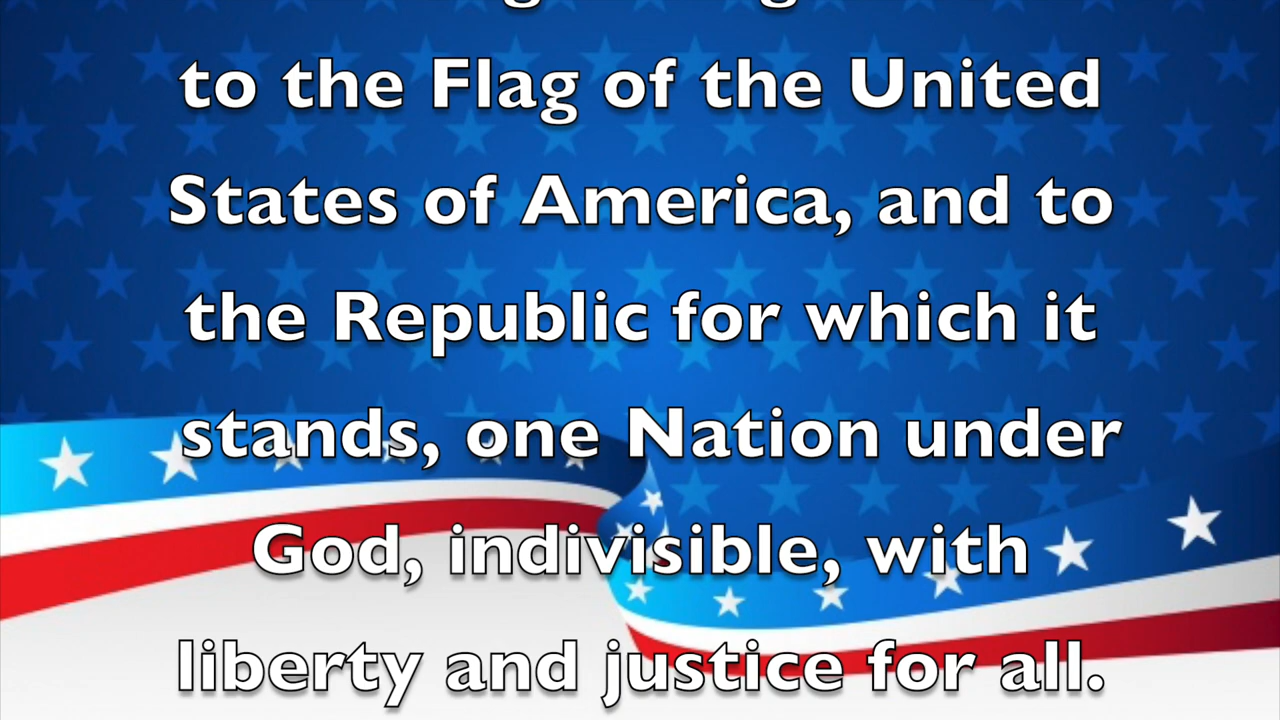 to the Flag of the United
States of America, and to
the Republic for which it
stands, one Nation under
God, indivisible, with
liberty and justice for all.